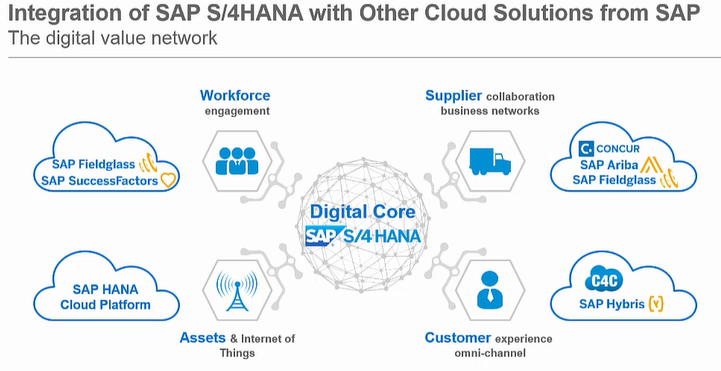 Integration of SAP S/4HANA with Other Cloud Solutions from SAP
The digital value network
Workforce
engagement
Supplier collaboration
business networks
SAP Fieldglass
SAP SuccessFactors
C. CONCUR
SAP Ariba
SAP Fieldglass
Digital Core
SAP S/4HANA
SAP HANA
Cloud Platform
C4C
SAP Hybris
Assets & Internet of
Things
Customer experience
omni-channel